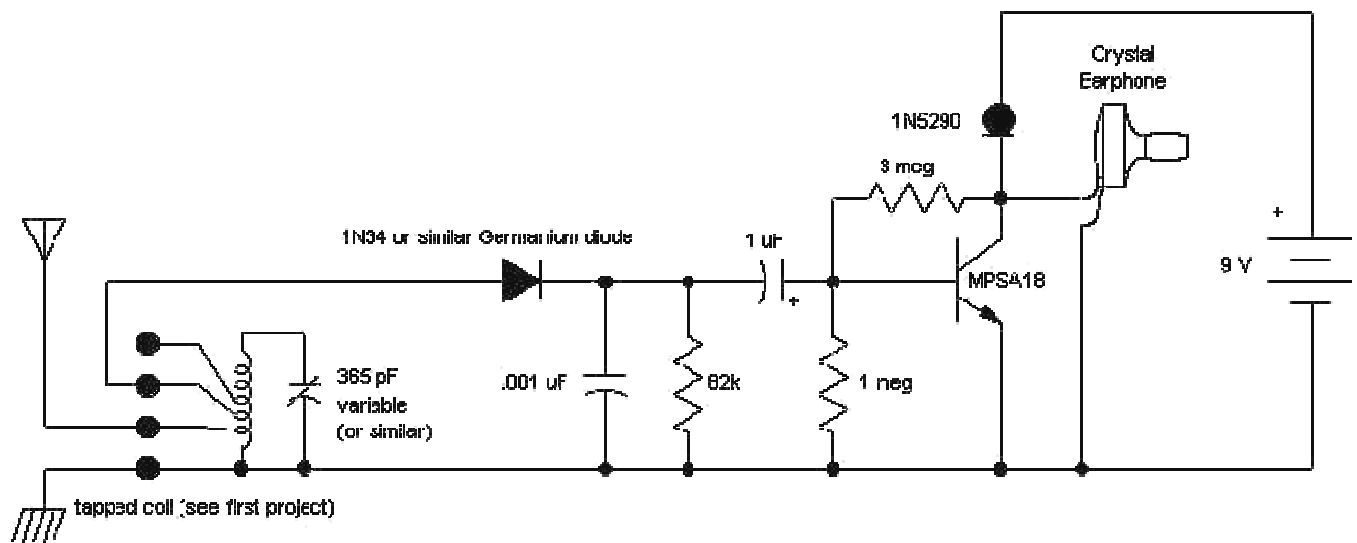 Crystal
Earphone
1N5290
3 meg
+
1N34 or similar Germanium diode
1 uF
+
9 V
MPSA18
365 pF
variable
(or similar)
.001 uF
82k
1 meg
tapped coil (see first project)